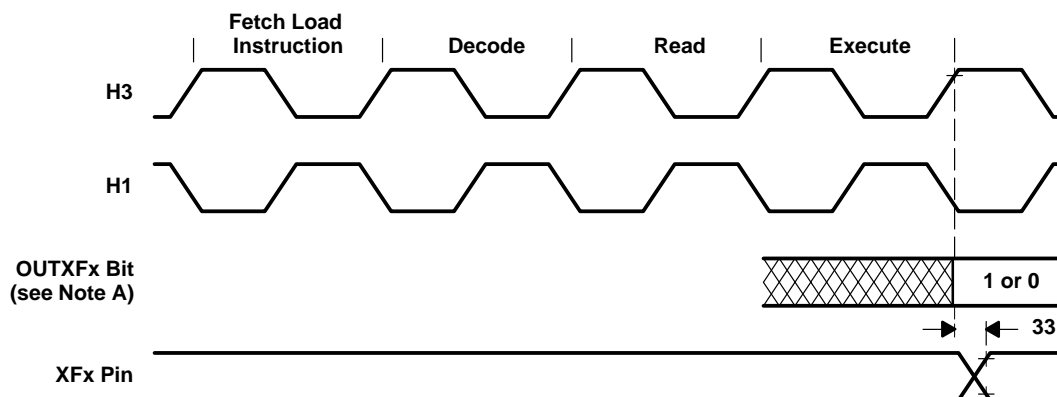 Fetch Load
Instruction
Decode
Read
Execute
H3
H1
OUTXFx Bit
(see Note A)
1 or 0
33
XFx Pin